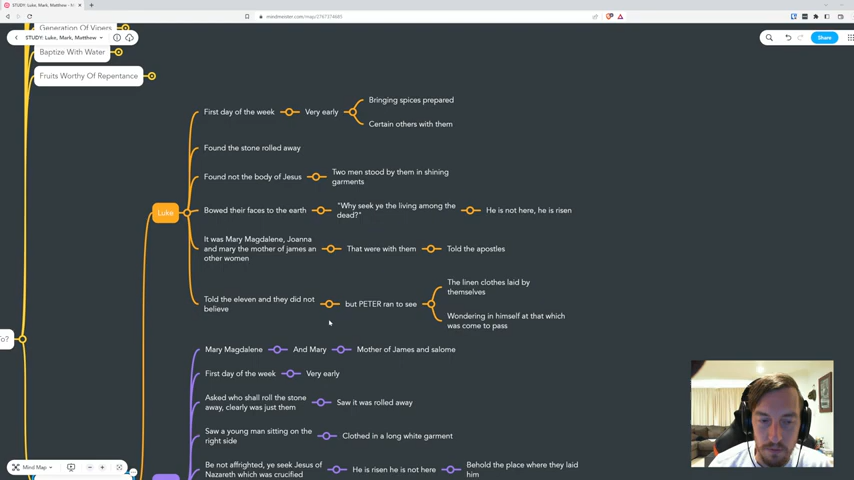 STUDY: Luke, Mark, Matthew - M
mindmeister.com/map/2767374680
Generation Of Vipers
STUDY: Luke, Mark, Matthew
Share
Baptize With Water
Fruits Worthy Of Repentance
Bringing spices prepared
First day of the week
Very early
Certain others with them
Found the stone rolled away
Found not the body of Jesus
Two men stood by them in shining
garments
Luke
Bowed their faces to the earth
"Why seek ye the living among the
dead?"
He is not here, he is risen
It was Mary Magdalene, Joanna
and mary the mother of james an
other women
That were with them
Told the apostles
The linen clothes laid by
themselves
Told the eleven and they did not
believe
but PETER ran to see
Wondering in himself at that which
was come to pass
To?
Mary Magdalene
And Mary
Mother of James and salome
First day of the week
Very early
Asked who shall roll the stone
away, clearly was just them
Saw it was rolled away
Saw a young man sitting on the
right side
Clothed in a long white garment
Be not affrighted, ye seek Jesus of
Nazareth which was crucified
He is risen he is not here
Behold the place where they laid
him
Mind Map